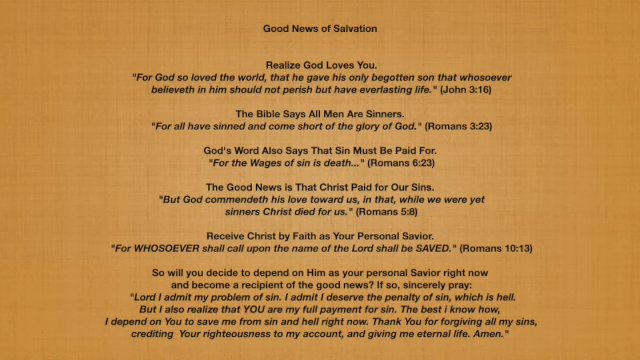 Good News of Salvation
Realize God Loves You.
"For God so loved the world, that he gave his only begotten son that whosoever
believeth in him should not perish but have everlasting life." (John 3:16)
The Bible Says All Men Are Sinners.
"For all have sinned and come short of the glory of God." (Romans 3:23)
God's Word Also Says That Sin Must Be Paid For.
"For the Wages of sin is death..." (Romans 6:23)
The Good News is That Christ Paid for Our Sins.
"But God commendeth his love toward us, in that, while we were yet
sinners Christ died for us." (Romans 5:8)
Receive Christ by Faith as Your Personal Savior.
"For WHOSOEVER shall call upon the name of the Lord shall be SAVED." (Romans 10:13)
So will you decide to depend on Him as your personal Savior right now
and become a recipient of the good news? If so, sincerely pray:
"Lord I admit my problem of sin. I admit I deserve the penalty of sin, which is hell.
But I also realize that YOU are my full payment for sin. The best i know how,
I depend on You to save me from sin and hell right now. Thank You for forgiving all my sins,
crediting Your righteousness to my account, and giving me eternal life. Amen."